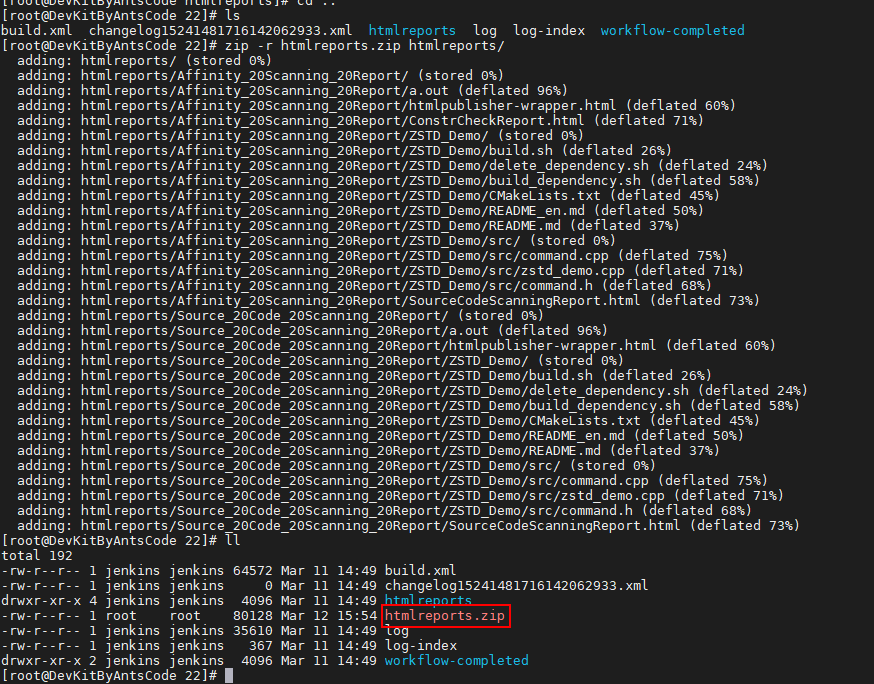 [root@DevKitByAntsCode htmlreports]# cd ..
[root@DevKitByAntsCode 22]# ls
build.xml  changelog15241481716142062933.xml  htmlreports  log  log-index  workflow-completed
[root@DevKitByAntsCode 22]# zip -r htmlreports.zip htmlreports/
  adding: htmlreports/ (stored 0%)
  adding: htmlreports/Affinity_20Scanning_20Report/ (stored 0%)
  adding: htmlreports/Affinity_20Scanning_20Report/a.out (deflated 96%)
  adding: htmlreports/Affinity_20Scanning_20Report/htmlpublisher-wrapper.html (deflated 60%)
  adding: htmlreports/Affinity_20Scanning_20Report/ConstrCheckReport.html (deflated 71%)
  adding: htmlreports/Affinity_20Scanning_20Report/ZSTD_Demo/ (stored 0%)
  adding: htmlreports/Affinity_20Scanning_20Report/ZSTD_Demo/build.sh (deflated 26%)
  adding: htmlreports/Affinity_20Scanning_20Report/ZSTD_Demo/delete_dependency.sh (deflated 24%)
  adding: htmlreports/Affinity_20Scanning_20Report/ZSTD_Demo/build_dependency.sh (deflated 58%)
  adding: htmlreports/Affinity_20Scanning_20Report/ZSTD_Demo/CMakeLists.txt (deflated 45%)
  adding: htmlreports/Affinity_20Scanning_20Report/ZSTD_Demo/README_en.md (deflated 50%)
  adding: htmlreports/Affinity_20Scanning_20Report/ZSTD_Demo/README.md (deflated 37%)
  adding: htmlreports/Affinity_20Scanning_20Report/ZSTD_Demo/src/ (stored 0%)
  adding: htmlreports/Affinity_20Scanning_20Report/ZSTD_Demo/src/command.cpp (deflated 75%)
  adding: htmlreports/Affinity_20Scanning_20Report/ZSTD_Demo/src/zstd_demo.cpp (deflated 71%)
  adding: htmlreports/Affinity_20Scanning_20Report/ZSTD_Demo/src/command.h (deflated 68%)
  adding: htmlreports/Affinity_20Scanning_20Report/SourceCodeScanningReport.html (deflated 73%)
  adding: htmlreports/Source_20Code_20Scanning_20Report/ (stored 0%)
  adding: htmlreports/Source_20Code_20Scanning_20Report/a.out (deflated 96%)
  adding: htmlreports/Source_20Code_20Scanning_20Report/htmlpublisher-wrapper.html (deflated 60%)
  adding: htmlreports/Source_20Code_20Scanning_20Report/ZSTD_Demo/ (stored 0%)
  adding: htmlreports/Source_20Code_20Scanning_20Report/ZSTD_Demo/build.sh (deflated 26%)
  adding: htmlreports/Source_20Code_20Scanning_20Report/ZSTD_Demo/delete_dependency.sh (deflated 24%)
  adding: htmlreports/Source_20Code_20Scanning_20Report/ZSTD_Demo/build_dependency.sh (deflated 58%)
  adding: htmlreports/Source_20Code_20Scanning_20Report/ZSTD_Demo/CMakeLists.txt (deflated 45%)
  adding: htmlreports/Source_20Code_20Scanning_20Report/ZSTD_Demo/README_en.md (deflated 50%)
  adding: htmlreports/Source_20Code_20Scanning_20Report/ZSTD_Demo/README.md (deflated 37%)
  adding: htmlreports/Source_20Code_20Scanning_20Report/ZSTD_Demo/src/ (stored 0%)
  adding: htmlreports/Source_20Code_20Scanning_20Report/ZSTD_Demo/src/command.cpp (deflated 75%)
  adding: htmlreports/Source_20Code_20Scanning_20Report/ZSTD_Demo/src/zstd_demo.cpp (deflated 71%)
  adding: htmlreports/Source_20Code_20Scanning_20Report/ZSTD_Demo/src/command.h (deflated 68%)
  adding: htmlreports/Source_20Code_20Scanning_20Report/SourceCodeScanningReport.html (deflated 73%)
[root@DevKitByAntsCode 22]# ll
total 192
-rw-r--r-- 1 jenkins jenkins 64572 Mar 11 14:49 build.xml
-rw-r--r-- 1 jenkins jenkins     0 Mar 11 14:49 changelog15241481716142062933.xml
drwxr-xr-x 4 jenkins jenkins  4096 Mar 11 14:49 htmlreports
-rw-r--r-- 1 root    root    80128 Mar 12 15:54 htmlreports.zip
-rw-r--r-- 1 jenkins jenkins 35610 Mar 11 14:49 log
-rw-r--r-- 1 jenkins jenkins   367 Mar 11 14:49 log-index
drwxr-xr-x 2 jenkins jenkins  4096 Mar 11 14:49 workflow-completed
[root@DevKitByAntsCode 22]#